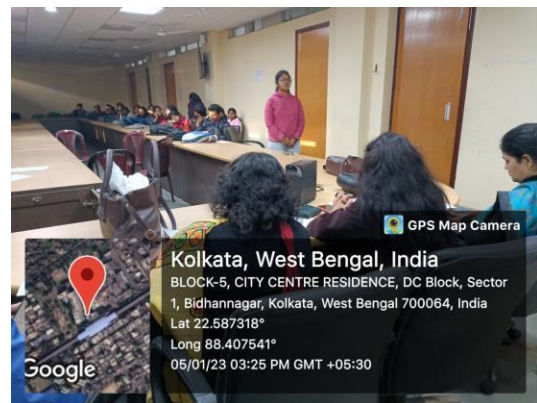 GPS Map Camera
Kolkata, West Bengal, India
BLOCK-5, CITY CENTRE RESIDENCE, DC Block, Sector
1, Bidhannagar, Kolkata, West Bengal 700064, India
Lat 22.587318°
Long 88.407541°
05/01/23 03:25 PM GMT +05:30
Google